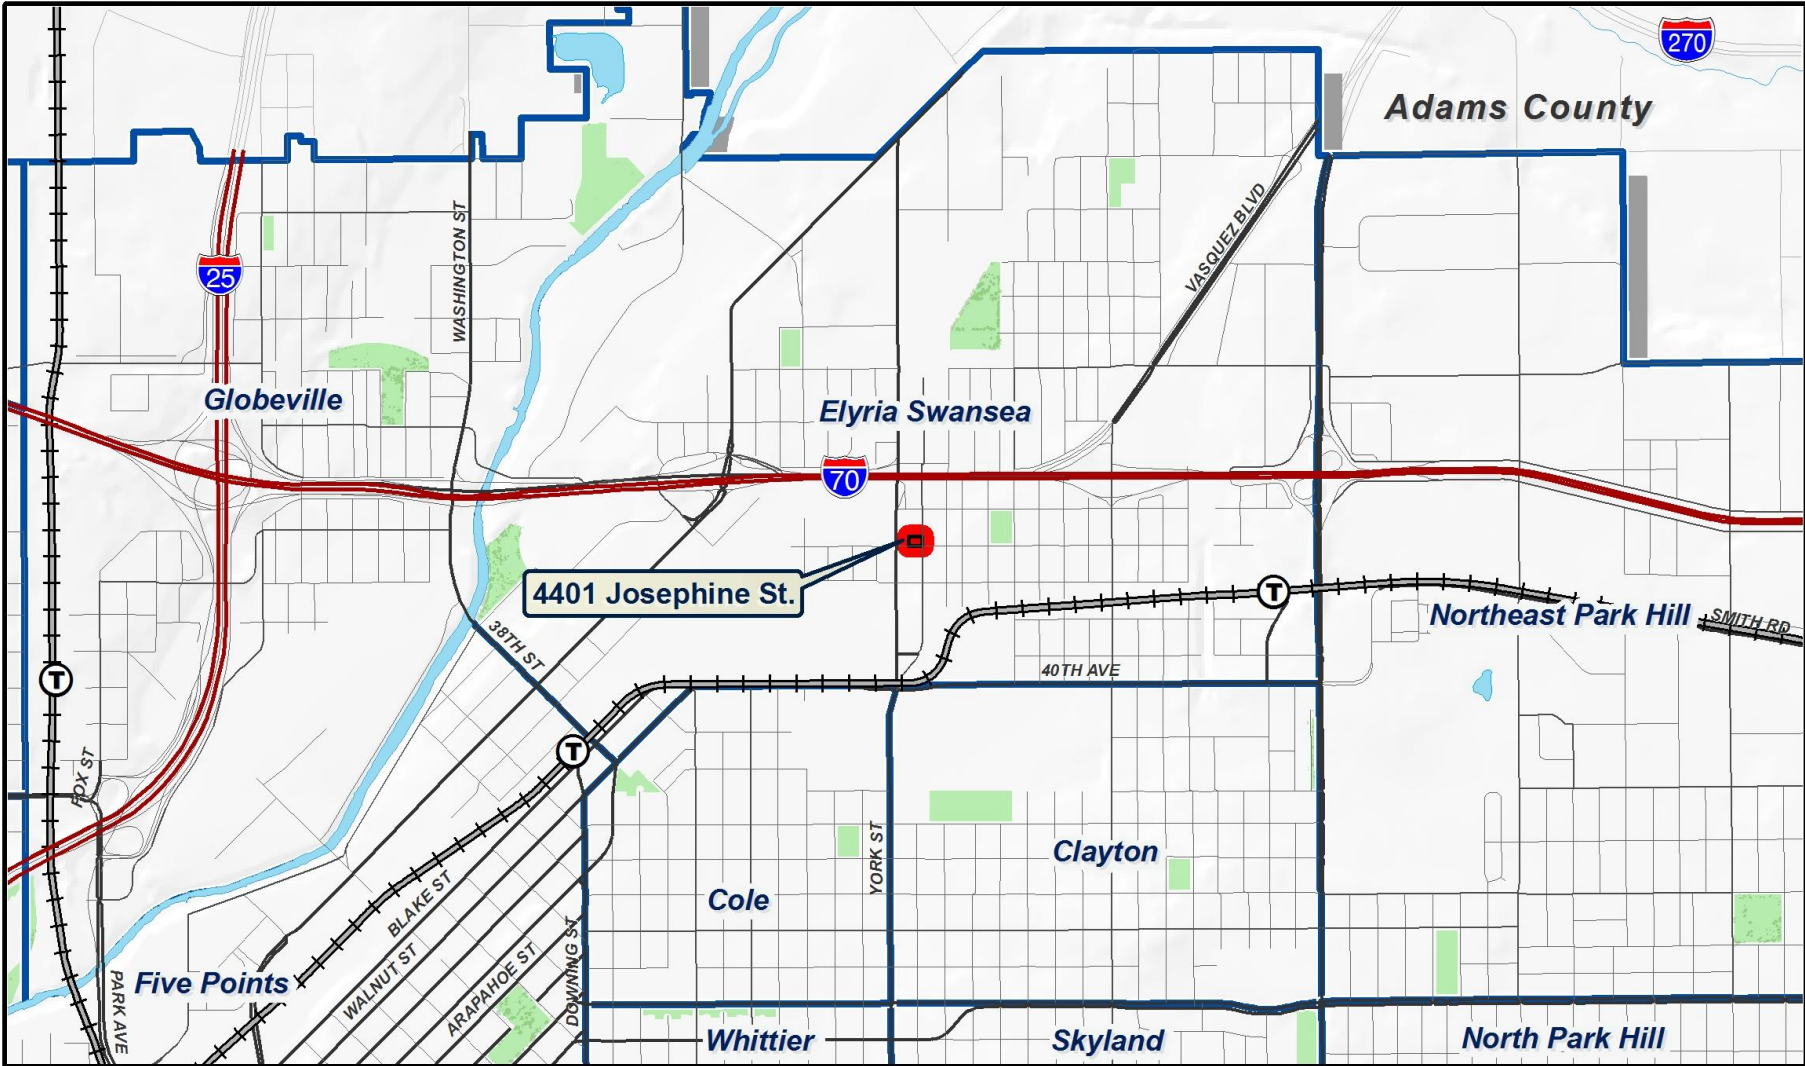 270
Adams County
VASQUEZ BLVD
WASHINGTON ST
25
Globeville
Elyria Swansea
70
4401 Josephine St.
T
Northeast Park Hill
SMITH RD
38TH ST
40TH AVE
T
T
FOX ST
YORK ST
Clayton
BLAKE ST
Cole
WALNUT ST
ARAPAHOE ST
DOWNING ST
Five Points
PARK AVE
Whittier
Skyland
North Park Hill